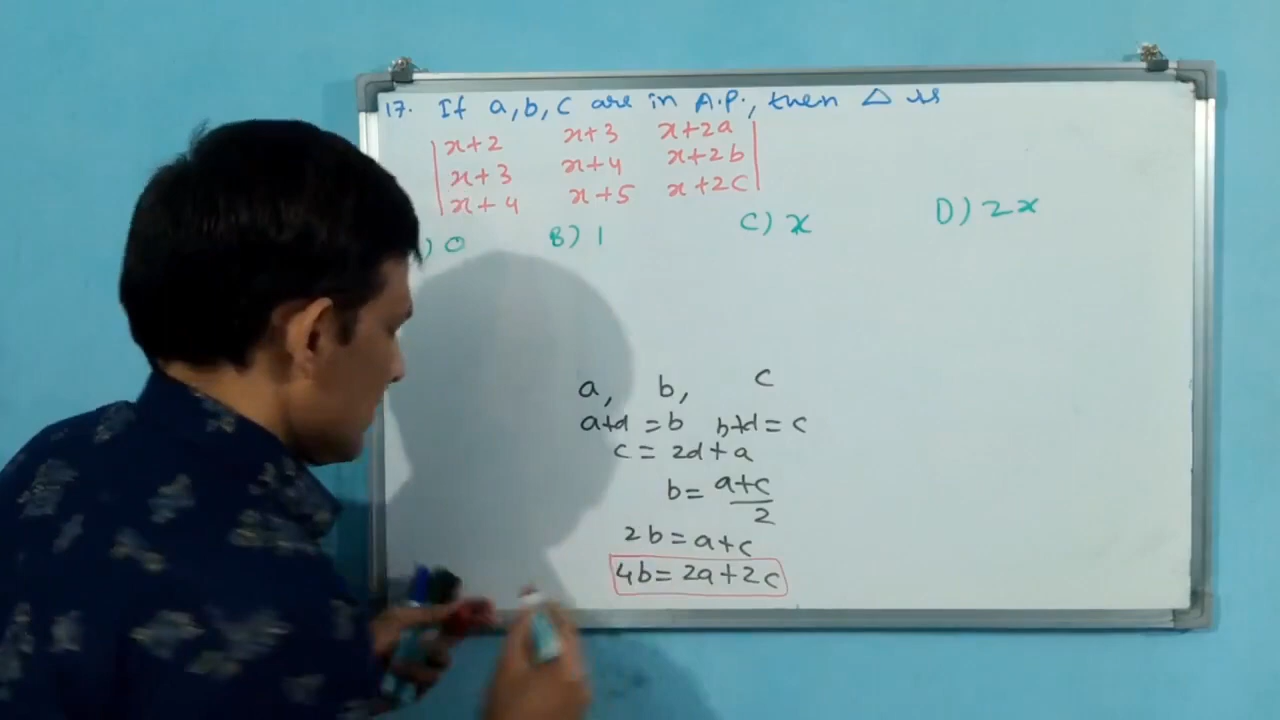 17. If a, b, c are in A.P., then △ is
| x+2 x+3 x+2a |
| x+3 x+4 x+2b |
| x+4 x+5 x+2c |
) 0 B) 1 C) x D) 2x
a, b, c
a+d = b b+d = c
c = 2d + a
b = a+c/2
2b = a+c
4b = 2a+2c